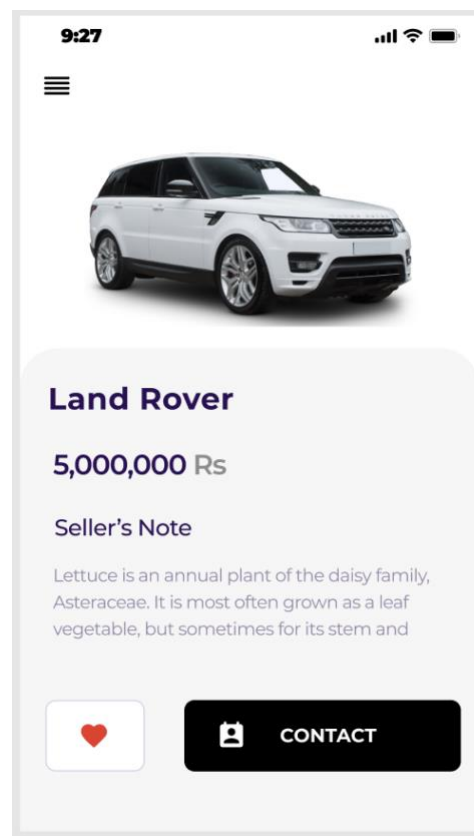 9:27
Land Rover
5,000,000 Rs
Seller’s Note
Lettuce is an annual plant of the daisy family,
Asteraceae. It is most often grown as a leaf
vegetable, but sometimes for its stem and
CONTACT